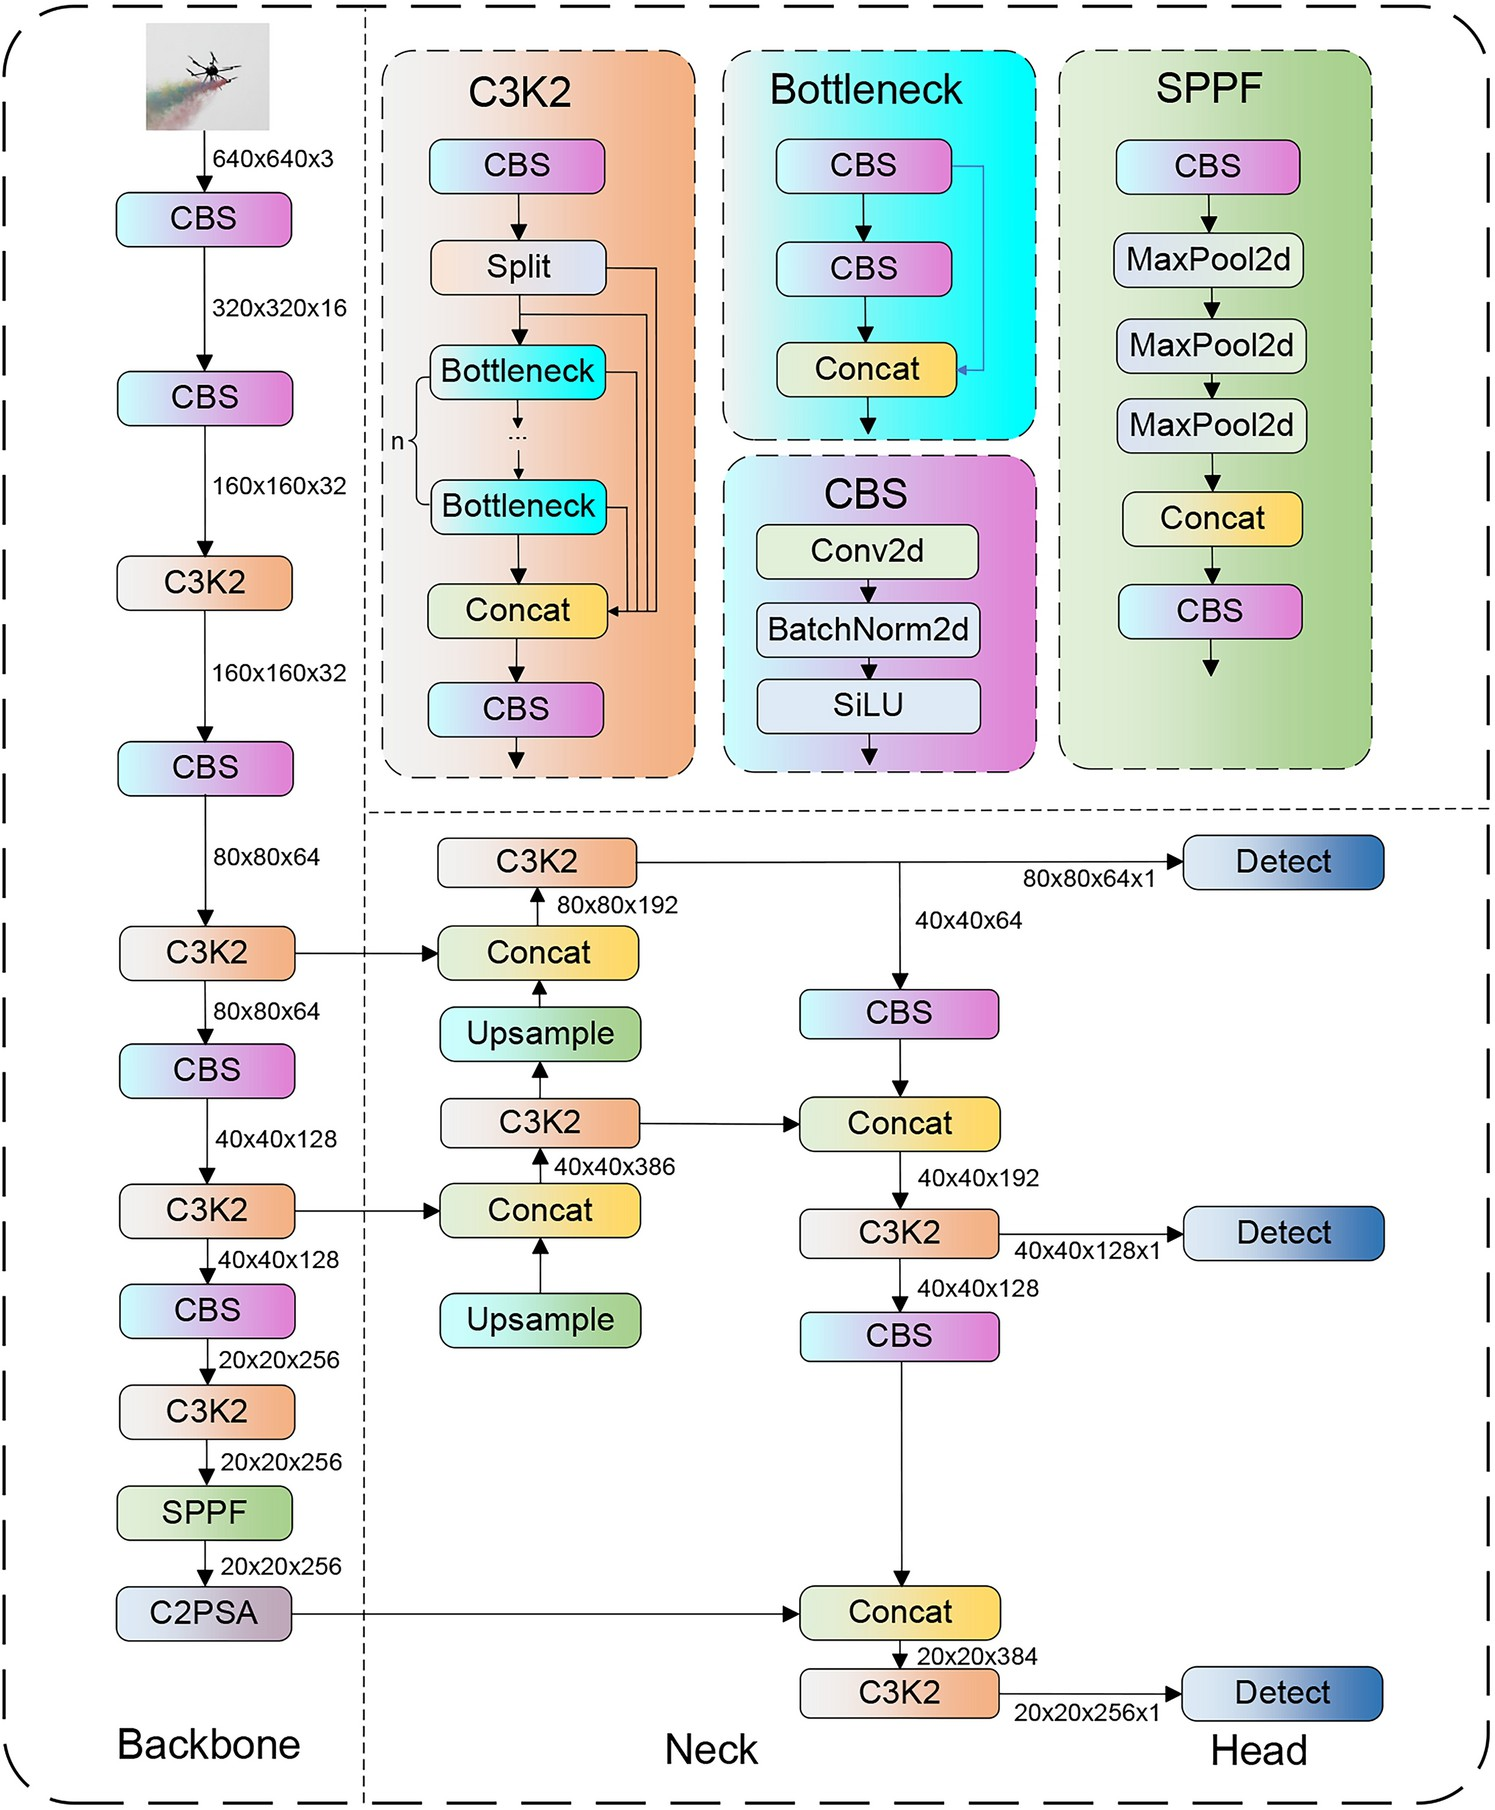 640x640x3
CBS
320x320x16
CBS
160x160x32
C3K2
160x160x32
CBS
80x80x64
C3K2
80x80x64
CBS
40x40x128
C3K2
40x40x128
CBS
20x20x256
C3K2
20x20x256
SPPF
20x20x256
C2PSA
Backbone
C3K2
CBS
Split
Bottleneck
...
n
Bottleneck
Concat
CBS
Bottleneck
CBS
CBS
Concat
CBS
Conv2d
BatchNorm2d
SiLU
SPPF
CBS
MaxPool2d
MaxPool2d
MaxPool2d
Concat
CBS
C3K2
80x80x192
Concat
Upsample
C3K2
40x40x386
Concat
Upsample
40x40x64
CBS
Concat
40x40x192
C3K2
40x40x128
CBS
Concat
20x20x384
C3K2
Neck
80x80x64x1
Detect
40x40x128x1
Detect
20x20x256x1
Detect
Head